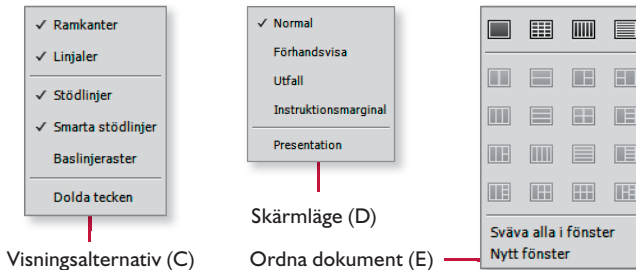 ✓ Ramkanter
✓ Linjaler
✓ Stödlinjer
✓ Smarta stödlinjer
Baslinjeraster
Dolda tecken
Visningsalternativ (C)
✓ Normal
Förhandsvisa
Utfall
Instruktionsmarginal
Presentation
Skärmläge (D)
Sväva alla i fönster
Nytt fönster
Ordna dokument (E)